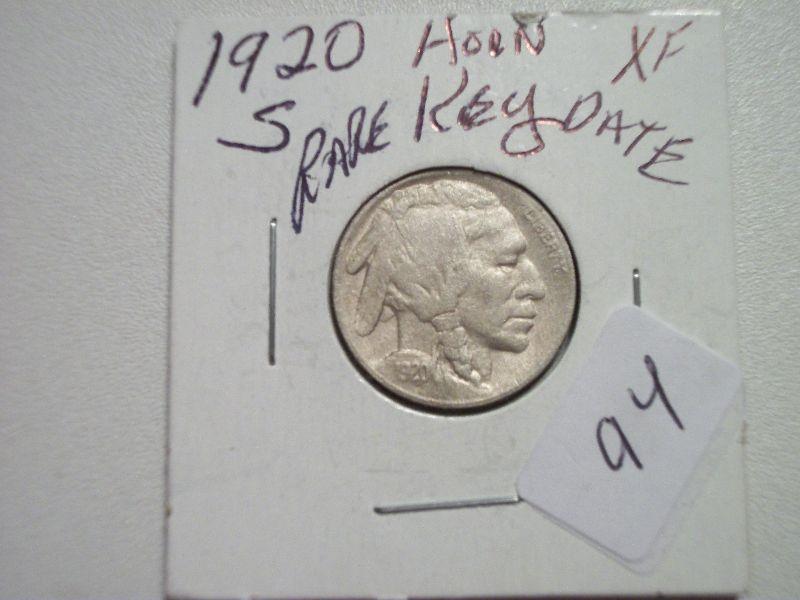 1920 HORN XF
S RARE KEY DATE
LIBERTY
1920
94